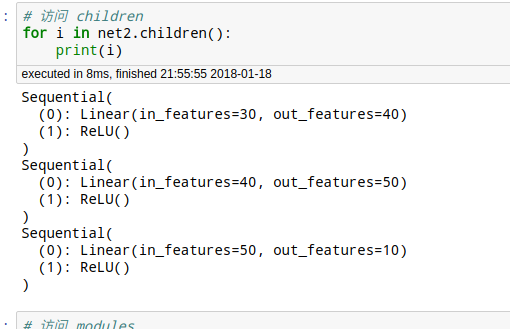 : # 访问 children
for i in net2.children():
    print(i)
executed in 8ms, finished 21:55:55 2018-01-18
Sequential(
  (0): Linear(in_features=30, out_features=40)
  (1): ReLU()
)
Sequential(
  (0): Linear(in_features=40, out_features=50)
  (1): ReLU()
)
Sequential(
  (0): Linear(in_features=50, out_features=10)
  (1): ReLU()
)
: # 访问 modules